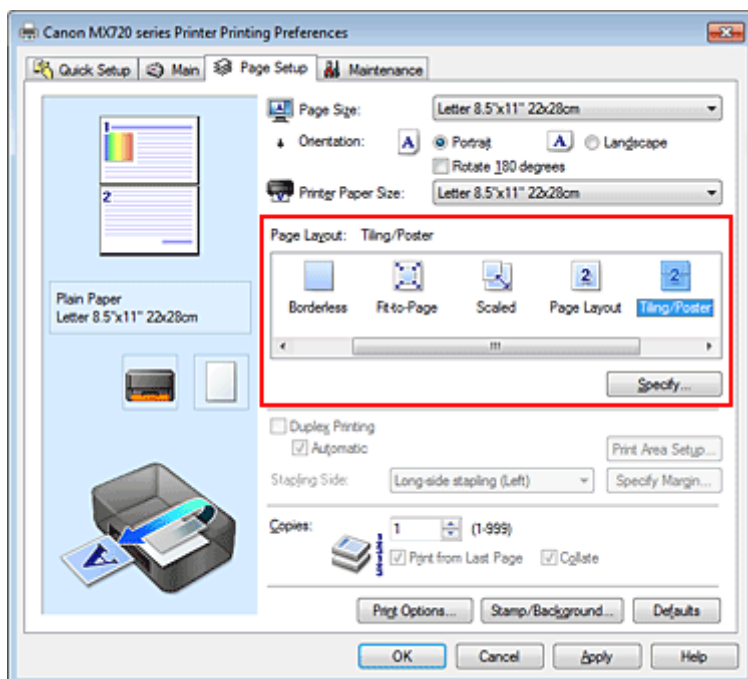 Canon MX720 series Printer Printing Preferences
Quick Setup Main Page Setup Maintenance
1
2
Plain Paper
Letter 8.5"x11" 22x28cm
Page Size: Letter 8.5"x11" 22x28cm
Orientation: A Portrait A Landscape
Rotate 180 degrees
Printer Paper Size: Letter 8.5"x11" 22x28cm
Page Layout: Tiling/Poster
2 2
Borderless Fit-to-Page Scaled Page Layout Tiling/Poster
Specify...
Duplex Printing
Automatic Print Area Setup...
Stapling Side: Long-side stapling (Left) Specify Margin...
Copies: 1 (1-999)
Print from Last Page Collate
A
Print Options... Stamp/Background... Defaults
OK Cancel Apply Help